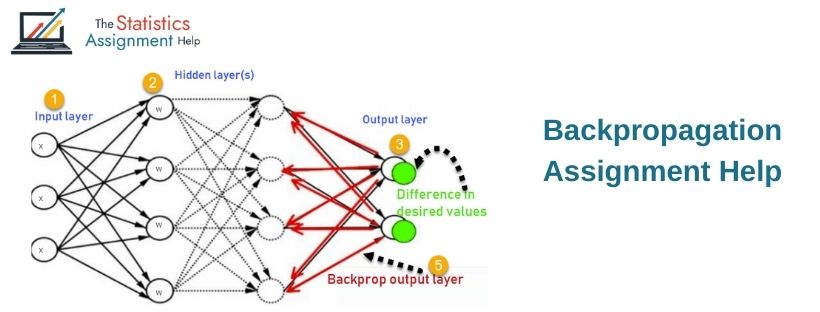 The Statistics
Assignment Help
1
2
Hidden layer(s)
Input layer
Output layer
3
w
x
w
x
w
x
w
Difference in
desired values
5
Backprop output layer
Backpropagation
Assignment Help